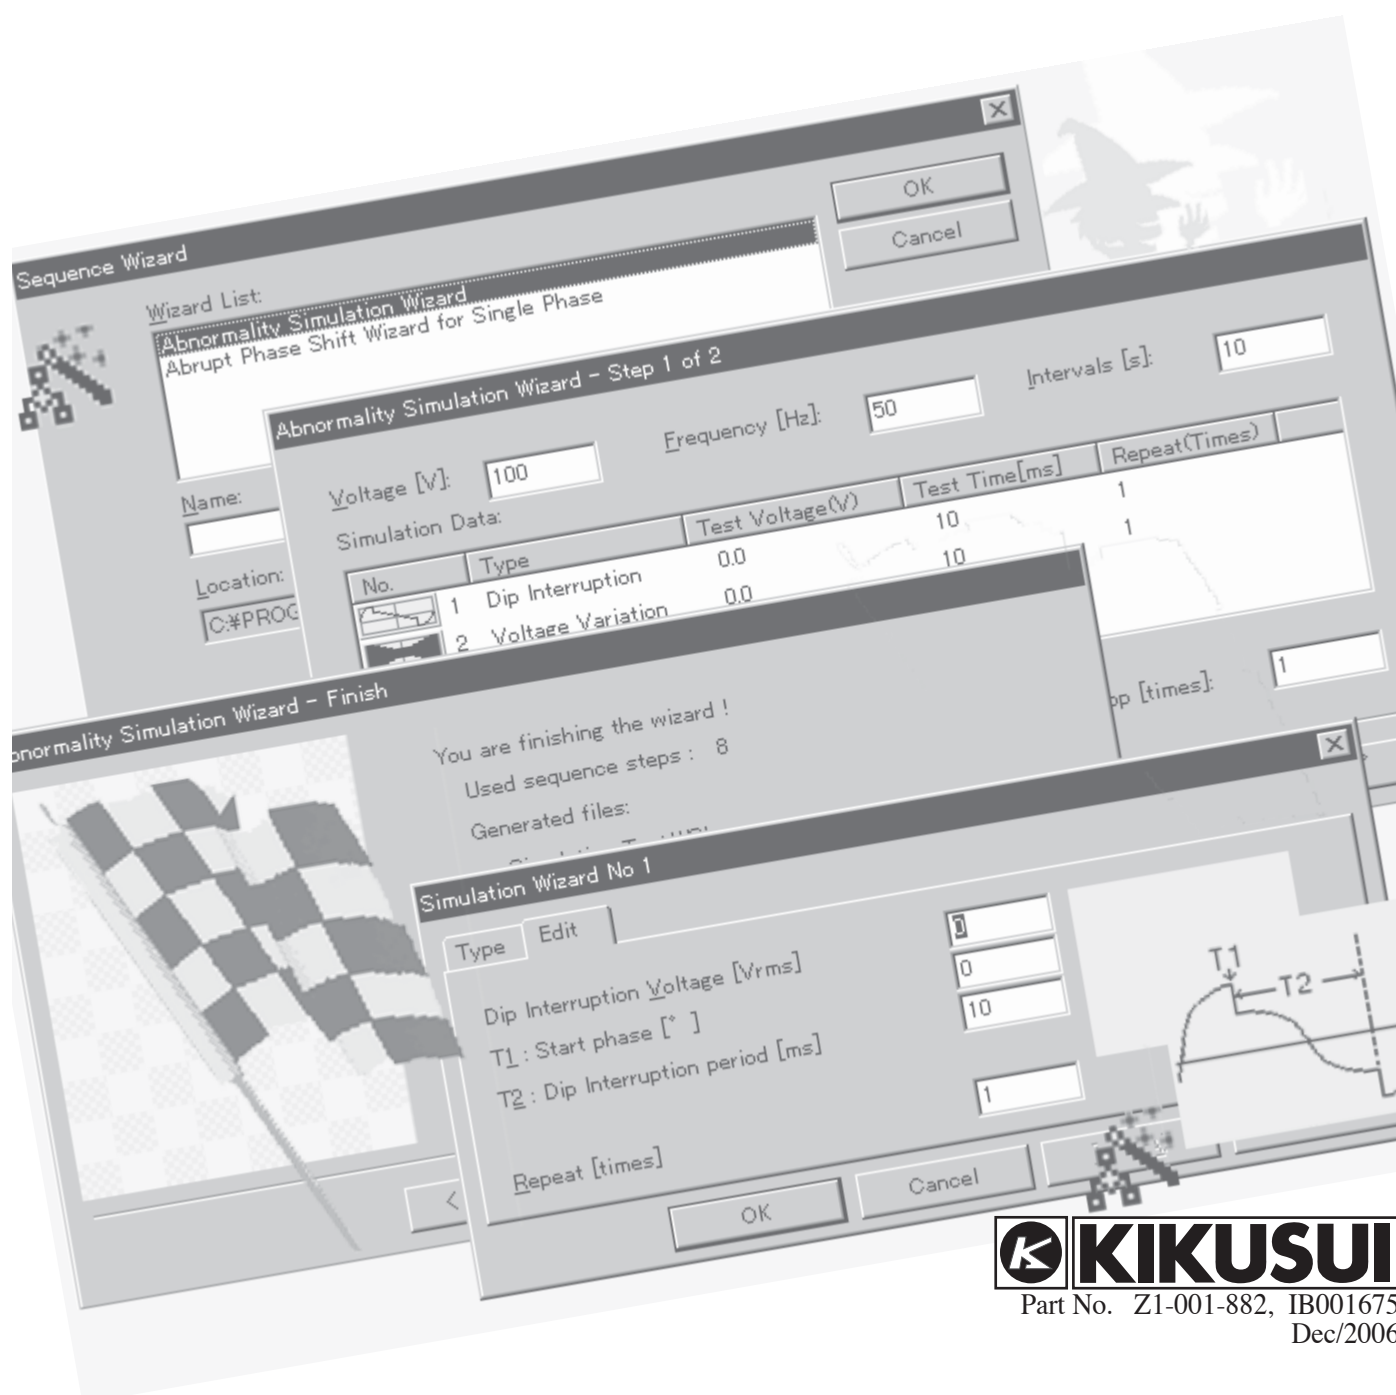 Sequence Wizard
OK
Cancel
Wizard List:
Abnormality Simulation Wizard
Abrupt Phase Shift Wizard for Single Phase
Name:
Location:
C:¥PROG
Abnormality Simulation Wizard - Step 1 of 2
Voltage [V]: 100
Frequency [Hz]: 50
Intervals [s]: 10
Simulation Data:
No. Type Test Voltage(V) Test Time[ms] Repeat(Times)
1 Dip Interruption 0.0 10 1
2 Voltage Variation 0.0 10 1
op [times]: 1
bnormality Simulation Wizard - Finish
You are finishing the wizard !
Used sequence steps : 8
Generated files:
<
Simulation Wizard No 1
Type Edit
Dip Interruption Voltage [Vrms] 0
T1 : Start phase [° ] 0
T2 : Dip Interruption period [ms] 10
Repeat [times] 1
T1
T2
OK
Cancel
K KIKUSUI
Part No. Z1-001-882, IB001675
Dec/2006